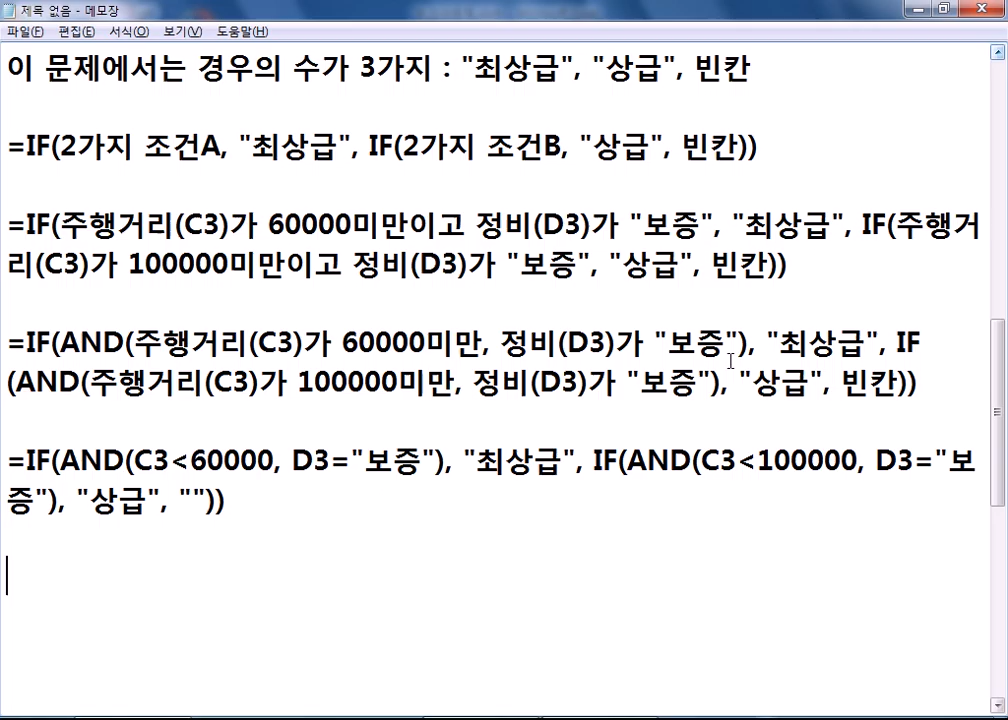 제목 없음 - 메모장
파일(F) 편집(E) 서식(O) 보기(V) 도움말(H)
이 문제에서는 경우의 수가 3가지 : "최상급", "상급", 빈칸
=IF(2가지 조건A, "최상급", IF(2가지 조건B, "상급", 빈칸))
=IF(주행거리(C3)가 60000미만이고 정비(D3)가 "보증", "최상급", IF(주행거
리(C3)가 100000미만이고 정비(D3)가 "보증", "상급", 빈칸))
=IF(AND(주행거리(C3)가 60000미만, 정비(D3)가 "보증"), "최상급", IF
(AND(주행거리(C3)가 100000미만, 정비(D3)가 "보증"), "상급", 빈칸))
=IF(AND(C3<60000, D3="보증"), "최상급", IF(AND(C3<100000, D3="보
증"), "상급", ""))